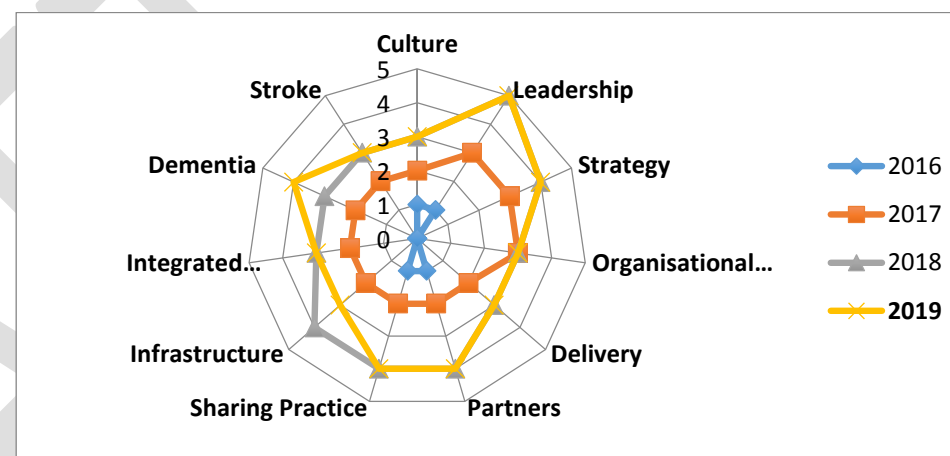 Culture
Leadership
Strategy
Organisational...
Delivery
Partners
Sharing Practice
Infrastructure
Integrated...
Dementia
Stroke
5
4
3
2
1
0
2016
2017
2018
2019